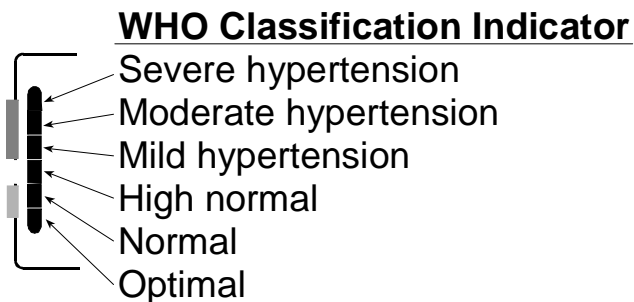 WHO Classification Indicator
Severe hypertension
Moderate hypertension
Mild hypertension
High normal
Normal
Optimal